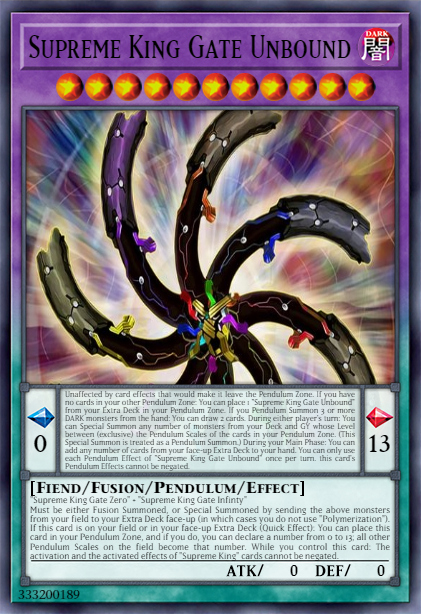 Supreme King Gate Unbound
DARK
闇
Unaffected by card effects that would make it leave the Pendulum Zone. If you have
no cards in your other Pendulum Zone: You can place 1 "Supreme King Gate Unbound"
from your Extra Deck in your Pendulum Zone. If you Pendulum Summon 3 or more
DARK monsters from the hand: You can draw 2 cards. During either player's turn: You
can Special Summon any number of monsters from your Deck and GY whose Level
between (exclusive) the Pendulum Scales of the cards in your Pendulum Zone. (This
Special Summon is treated as a Pendulum Summon.) During your Main Phase: You can
add any number of cards from your face-up Extra Deck to your hand. You can only use
each Pendulum Effect of "Supreme King Gate Unbound" once per turn. this card's
Pendulum Effects cannot be negated.
0
13
[Fiend/Fusion/Pendulum/Effect]
"Supreme King Gate Zero" + "Supreme King Gate Infinty"
Must be either Fusion Summoned, or Special Summoned by sending the above monsters
from your field to your Extra Deck face-up (in which cases you do not use "Polymerization").
If this card is on your field or in your face-up Extra Deck (Quick Effect): You can place this
card in your Pendulum Zone, and if you do, you can declare a number from 0 to 13; all other
Pendulum Scales on the field become that number. While you control this card: The
activation and the activated effects of "Supreme King" cards cannot be negated.
ATK/ 0 DEF/ 0
333200189